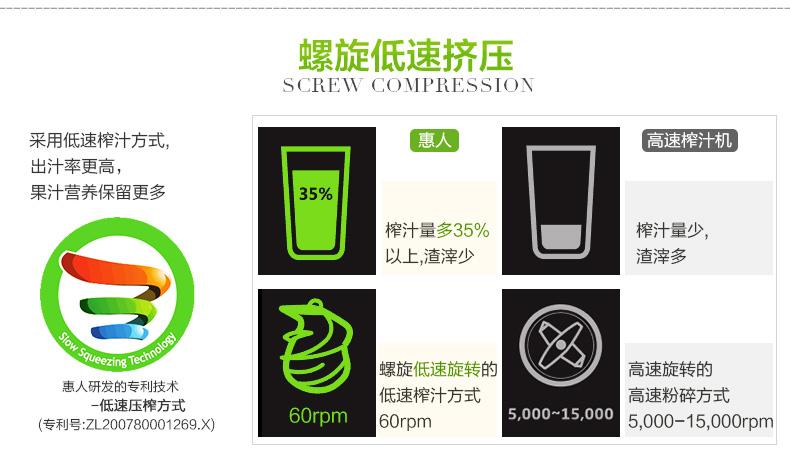 螺旋低速挤压
SCREW COMPRESSION
采用低速榨汁方式,
出汁率更高,
果汁营养保留更多
Slow Squeezing Technology
惠人研发的专利技术
-低速压榨方式
(专利号:ZL200780001269.X)
惠人
35%
榨汁量多35%
以上,渣滓少
高速榨汁机
榨汁量少,
渣滓多
60rpm
螺旋低速旋转的
低速榨汁方式
60rpm
5,000~15,000
高速旋转的
高速粉碎方式
5,000-15,000rpm